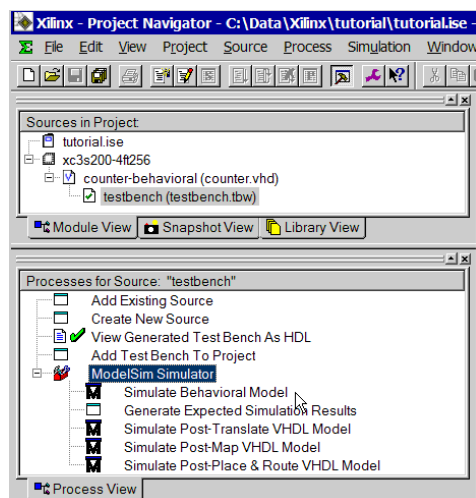 Xilinx - Project Navigator - C:\Data\Xilinx\tutorial\tutorial.ise -
File Edit View Project Source Process Simulation Window
Sources in Project:
tutorial.ise
xc3s200-4ft256
counter-behavioral (counter.vhd)
testbench (testbench.tbw)
Module View Snapshot View Library View
Processes for Source: "testbench"
Add Existing Source
Create New Source
View Generated Test Bench As HDL
Add Test Bench To Project
ModelSim Simulator
Simulate Behavioral Model
Generate Expected Simulation Results
Simulate Post-Translate VHDL Model
Simulate Post-Map VHDL Model
Simulate Post-Place & Route VHDL Model
Process View